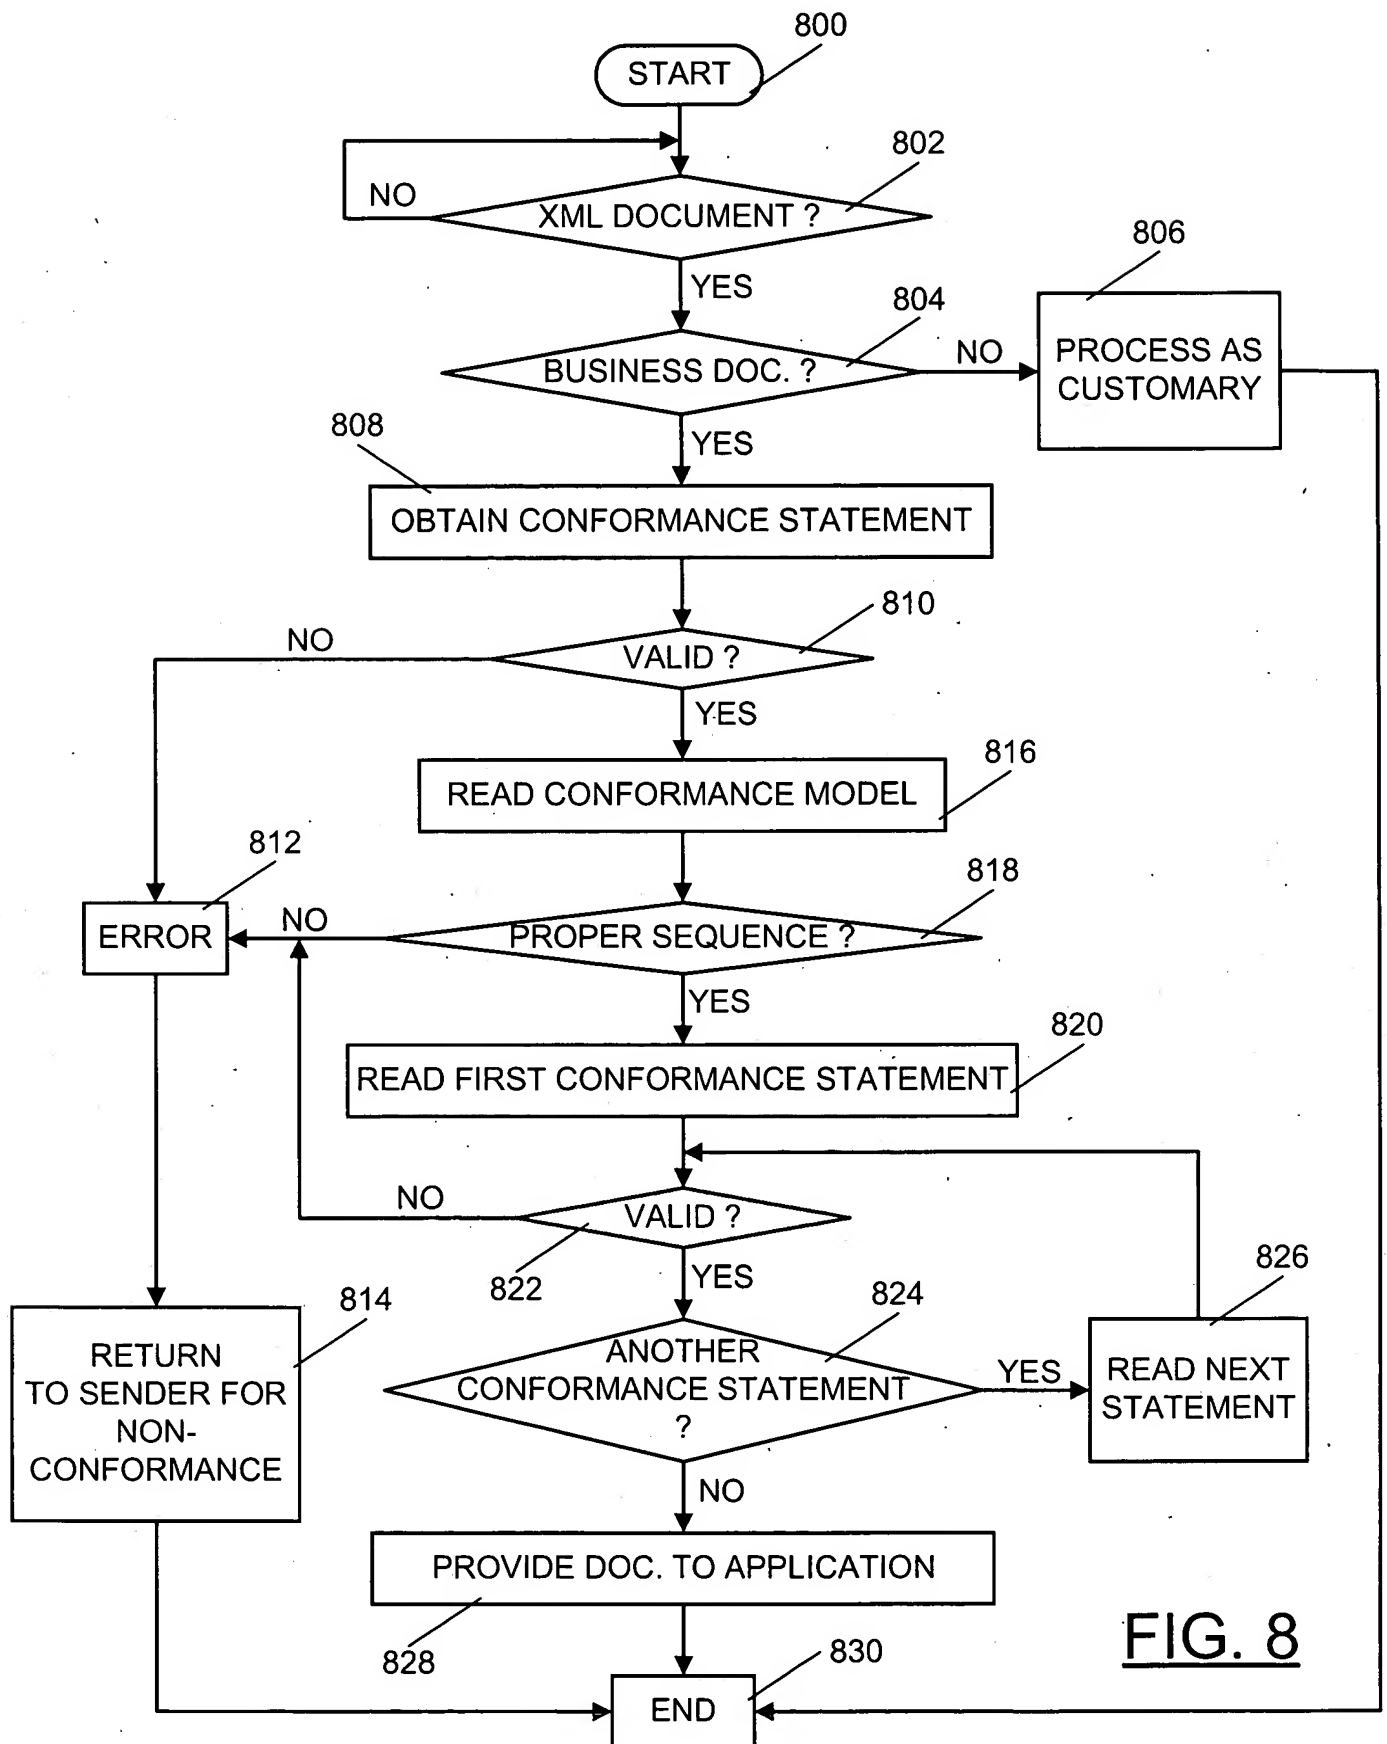 800
START
802
NO
XML DOCUMENT ?
806
YES
804
NO
PROCESS AS
CUSTOMARY
BUSINESS DOC. ?
808
YES
OBTAIN CONFORMANCE STATEMENT
810
NO
VALID ?
YES
816
READ CONFORMANCE MODEL
812
818
ERROR
NO
PROPER SEQUENCE ?
YES
820
READ FIRST CONFORMANCE STATEMENT
NO
VALID ?
822
YES
826
814
824
RETURN
TO SENDER FOR
NON-
CONFORMANCE
ANOTHER
CONFORMANCE STATEMENT
?
YES
READ NEXT
STATEMENT
NO
PROVIDE DOC. TO APPLICATION
828
830
END
FIG. 8